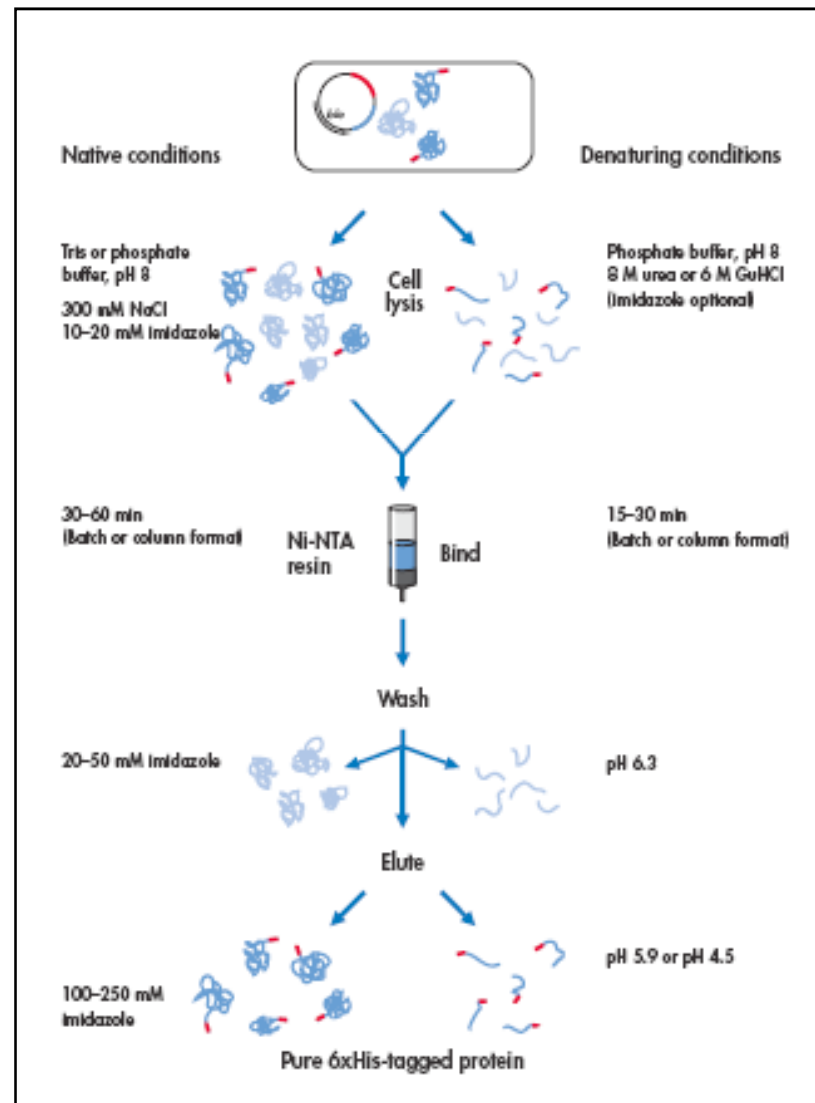 Native conditions
Denaturing conditions
Tris or phosphate
buffer, pH 8
300 mM NaCl
10–20 mM imidazole
Cell
lysis
Phosphate buffer, pH 8
8 M urea or 6 M GuHCl
(imidazole optional)
30–60 min
(Batch or column format)
Ni-NTA
resin
Bind
15–30 min
(Batch or column format)
Wash
20–50 mM imidazole
pH 6.3
Elute
100–250 mM
imidazole
pH 5.9 or pH 4.5
Pure 6xHis-tagged protein